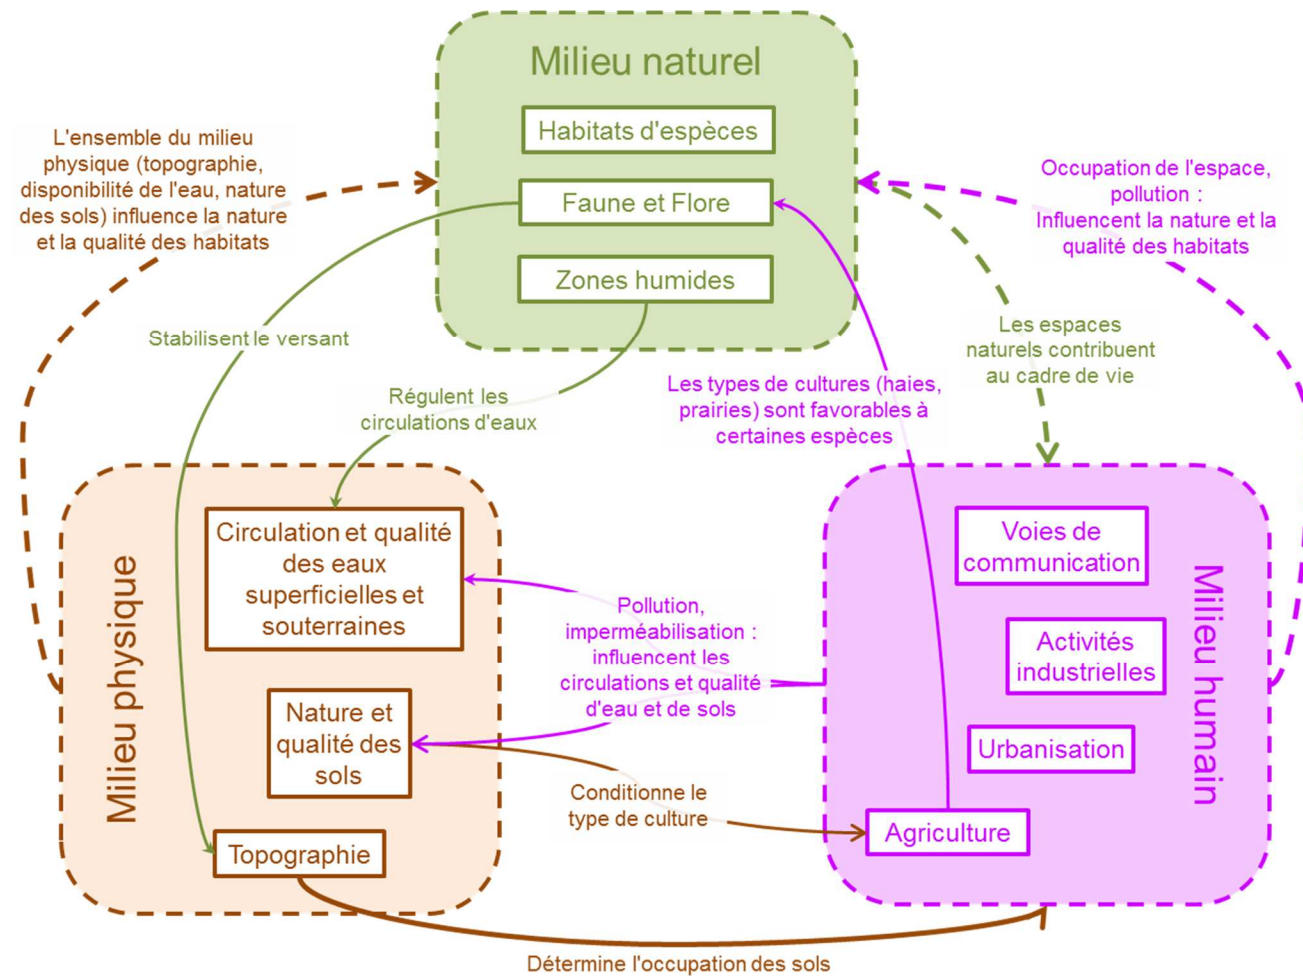 Milieu naturel
Habitats d'espèces
Faune et Flore
Zones humides
L'ensemble du milieu
physique (topographie,
disponibilité de l'eau, nature
des sols) influence la nature
et la qualité des habitats
Occupation de l'espace,
pollution :
Influencent la nature et la
qualité des habitats
Stabilisent le versant
Régulent les
circulations d'eaux
Les types de cultures (haies,
prairies) sont favorables à
certaines espèces
Les espaces
naturels contribuent
au cadre de vie
Milieu physique
Circulation et qualité
des eaux
superficielles et
souterraines
Nature et
qualité des
sols
Topographie
Pollution,
imperméabilisation :
influencent les
circulations et qualité
d'eau et de sols
Conditionne le
type de culture
Milieu humain
Voies de
communication
Activités
industrielles
Urbanisation
Agriculture
Détermine l'occupation des sols